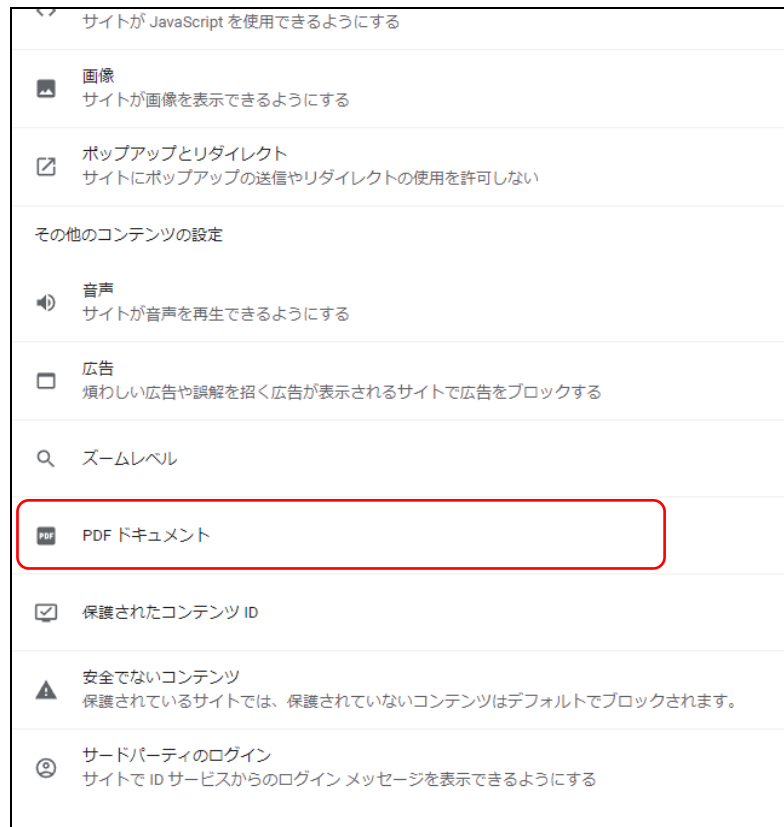 サイトが JavaScript を使用できるようにする
画像
サイトが画像を表示できるようにする
ポップアップとリダイレクト
サイトにポップアップの送信やリダイレクトの使用を許可しない
その他のコンテンツの設定
音声
サイトが音声を再生できるようにする
広告
煩わしい広告や誤解を招く広告が表示されるサイトで広告をブロックする
ズームレベル
PDF
PDF ドキュメント
保護されたコンテンツ ID
安全でないコンテンツ
保護されているサイトでは、保護されていないコンテンツはデフォルトでブロックされます。
サードパーティのログイン
サイトで ID サービスからのログイン メッセージを表示できるようにする